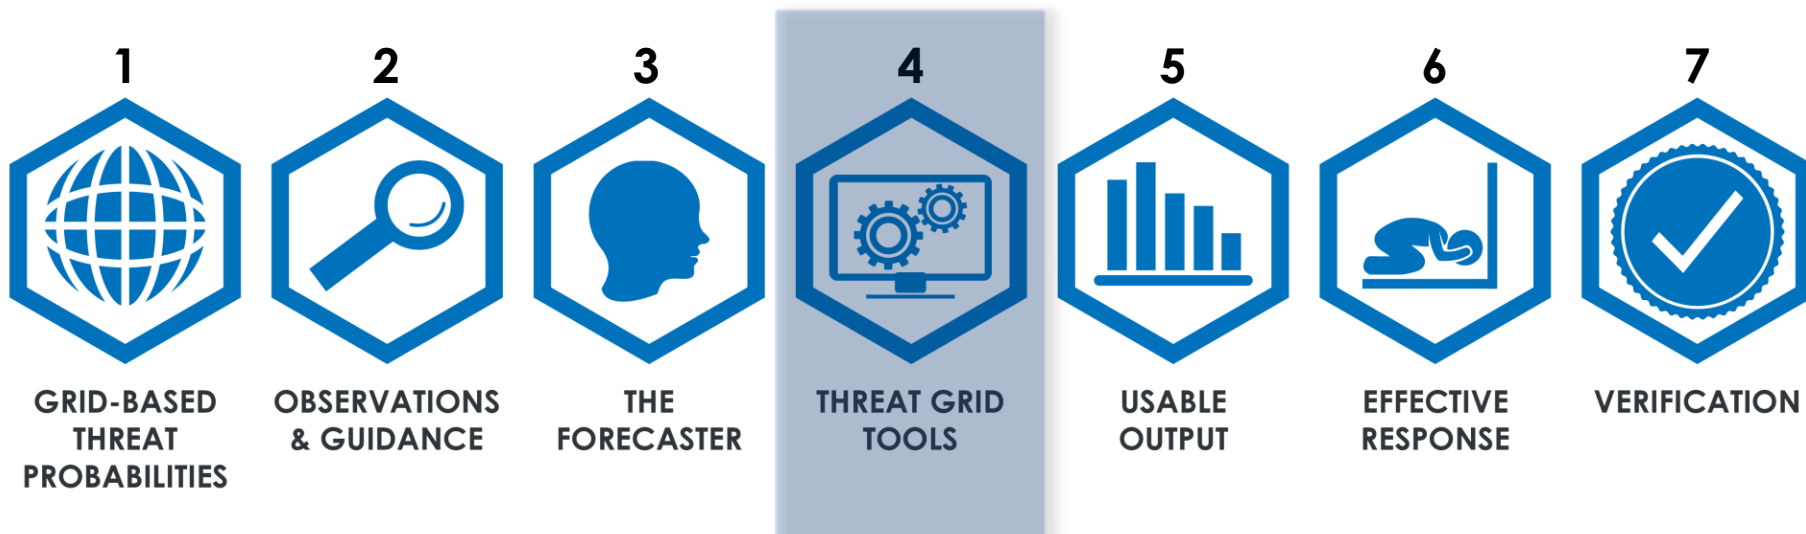 1
GRID-BASED
THREAT
PROBABILITIES
2
OBSERVATIONS
& GUIDANCE
3
THE
FORECASTER
4
THREAT GRID
TOOLS
5
USABLE
OUTPUT
6
EFFECTIVE
RESPONSE
7
VERIFICATION